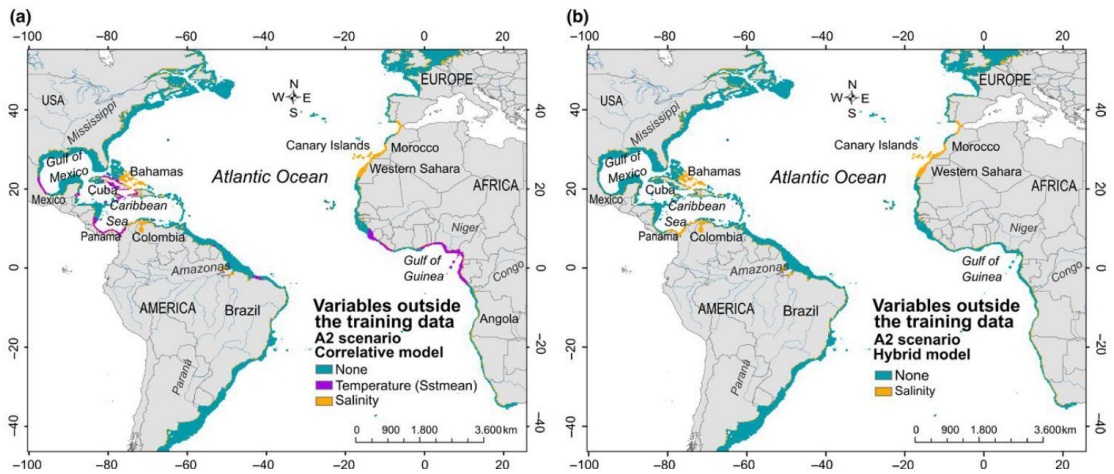 (a)
−100 −80 −60 −40 −20 0 20
40
20
0
−20
−40
40
20
0
−20
−40
−100 −80 −60 −40 −20 0 20
USA
Mississippi
Gulf of
Mexico
Mexico
Cuba
Bahamas
Caribbean
Sea
Panama
Colombia
Amazonas
AMERICA
Brazil
Paraná
N
W E
S
Atlantic Ocean
EUROPE
Canary Islands
Morocco
Western Sahara
AFRICA
Niger
Gulf of
Guinea
Congo
Angola
Variables outside
the training data
A2 scenario
Correlative model
None
Temperature (Sstmean)
Salinity
0 1.800 3.600km
(b)
−100 −80 −60 −40 −20 0 20
40
20
0
−20
−40
40
20
0
−20
−40
−100 −80 −60 −40 −20 0 20
USA
Mississippi
Gulf of
Mexico
Mexico
Cuba
Bahamas
Caribbean
Sea
Panama
Colombia
Amazonas
AMERICA
Brazil
Paraná
N
W E
S
Atlantic Ocean
EUROPE
Canary Islands
Morocco
Western Sahara
AFRICA
Niger
Gulf of
Guinea
Congo
Angola
Variables outside
the training data
A2 scenario
Hybrid model
None
Salinity
0 1.800 3.600km